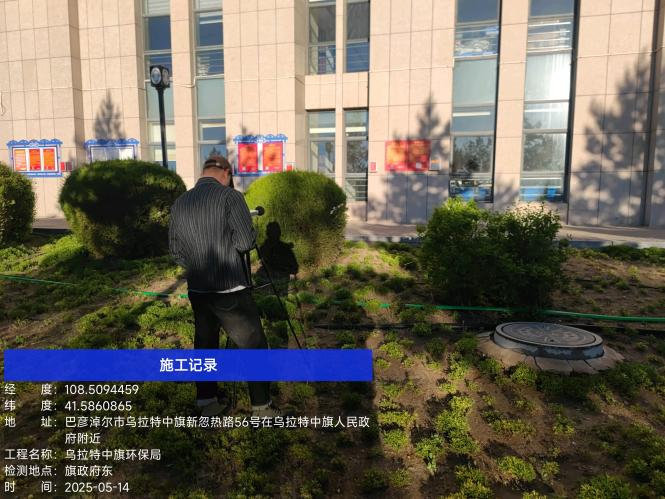 施工记录
经　　度：108.5094459
纬　　度：41.5860865
地　　址：巴彦淖尔市乌拉特中旗新忽热路56号在乌拉特中旗人民政
府附近
工程名称：乌拉特中旗环保局
检测地点：旗政府东
时　　间：2025-05-14